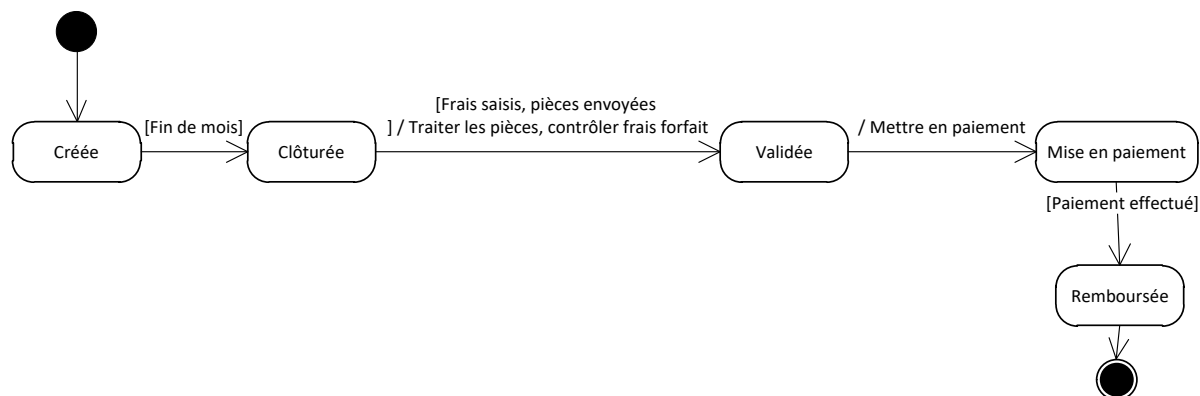 [Frais saisis, pièces envoyées
[Fin de mois]
] / Traiter les pièces, contrôler frais forfait
/ Mettre en paiement
Créée
Clôturée
Validée
Mise en paiement
[Paiement effectué]
Remboursée